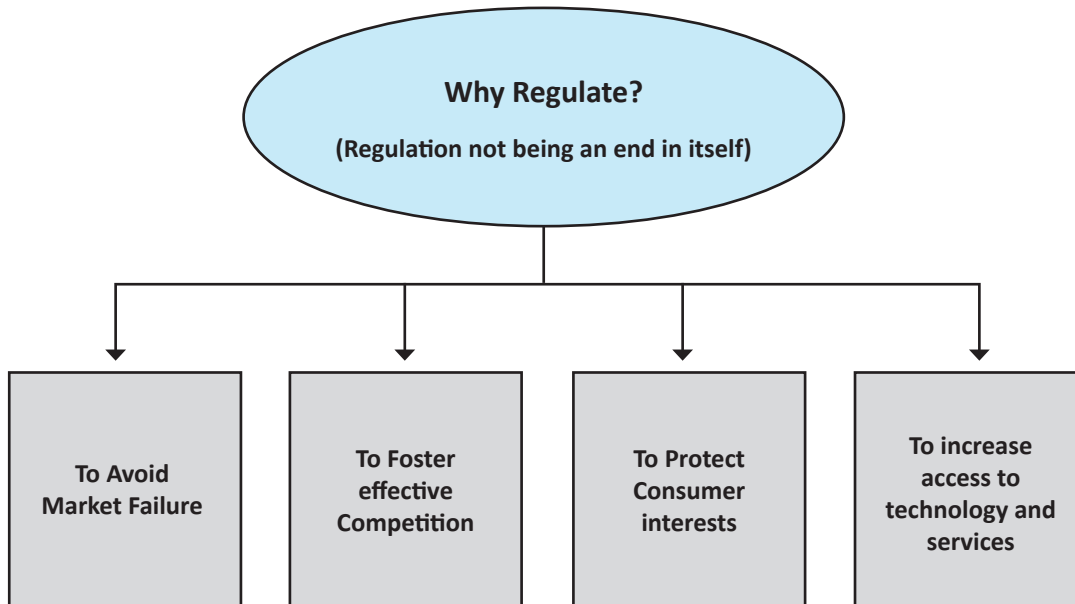 Why Regulate?
(Regulation not being an end in itself)
To Avoid
Market Failure
To Foster
effective
Competition
To Protect
Consumer
interests
To increase
access to
technology and
services